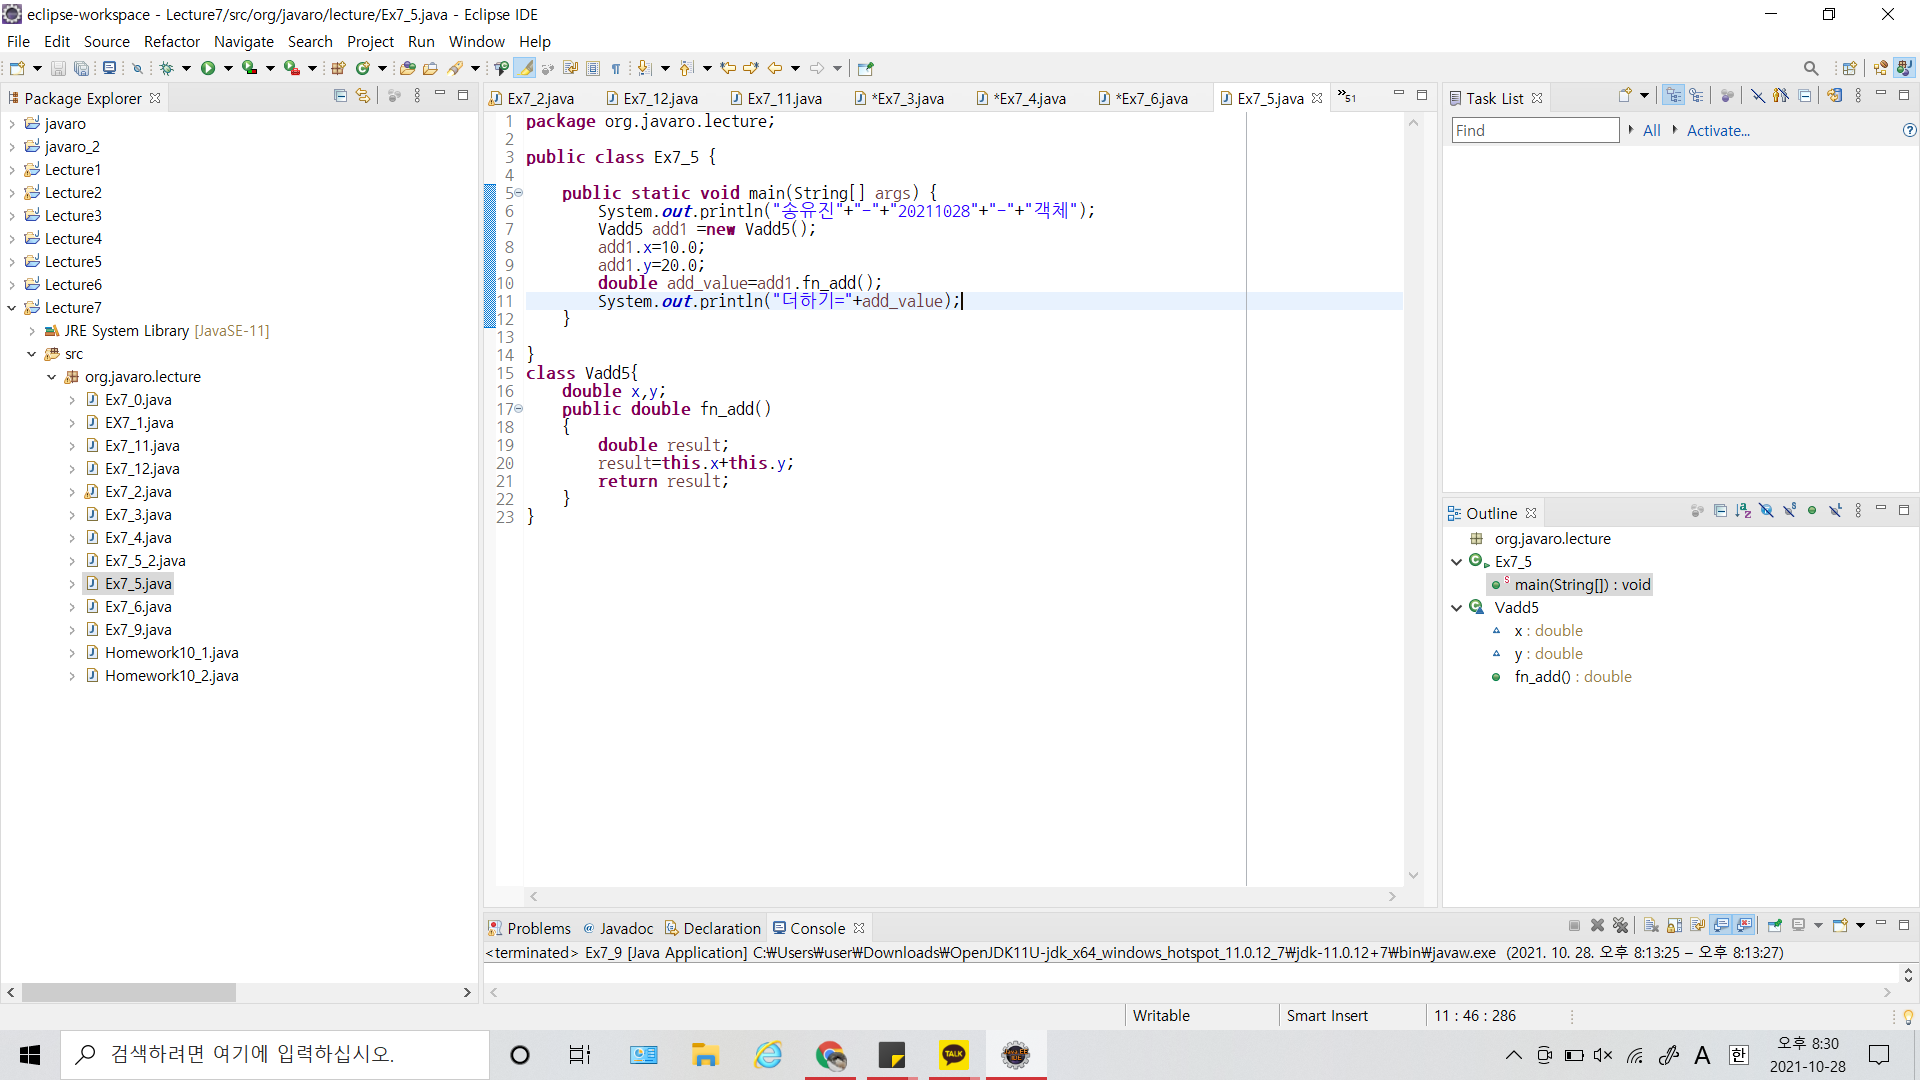 eclipse-workspace - Lecture7/src/org/javaro/lecture/Ex7_5.java - Eclipse IDE
File Edit Source Refactor Navigate Search Project Run Window Help
Package Explorer
javaro
javaro_2
Lecture1
Lecture2
Lecture3
Lecture4
Lecture5
Lecture6
Lecture7
JRE System Library [JavaSE-11]
src
org.javaro.lecture
Ex7_0.java
EX7_1.java
Ex7_11.java
Ex7_12.java
Ex7_2.java
Ex7_3.java
Ex7_4.java
Ex7_5_2.java
Ex7_5.java
Ex7_6.java
Ex7_9.java
Homework10_1.java
Homework10_2.java
Ex7_2.java Ex7_12.java Ex7_11.java *Ex7_3.java *Ex7_4.java *Ex7_6.java Ex7_5.java »51
1 package org.javaro.lecture;
2
3 public class Ex7_5 {
4
5 public static void main(String[] args) {
6 System.out.println("송유진"+"-"+"20211028"+"-"+"객체");
7 Vadd5 add1 =new Vadd5();
8 add1.x=10.0;
9 add1.y=20.0;
10 double add_value=add1.fn_add();
11 System.out.println("더하기="+add_value);
12 }
13
14 }
15 class Vadd5{
16 double x,y;
17 public double fn_add()
18 {
19 double result;
20 result=this.x+this.y;
21 return result;
22 }
23 }
Task List
Find All Activate...
Outline
org.javaro.lecture
Ex7_5
main(String[]) : void
Vadd5
x : double
y : double
fn_add() : double
Problems @ Javadoc Declaration Console
<terminated> Ex7_9 [Java Application] C:₩Users₩user₩Downloads₩OpenJDK11U-jdk_x64_windows_hotspot_11.0.12_7₩jdk-11.0.12+7₩bin₩javaw.exe (2021. 10. 28. 오후 8:13:25 – 오후 8:13:27)
Writable Smart Insert 11 : 46 : 286
검색하려면 여기에 입력하십시오.
TALK
A 한
오후 8:30
2021-10-28